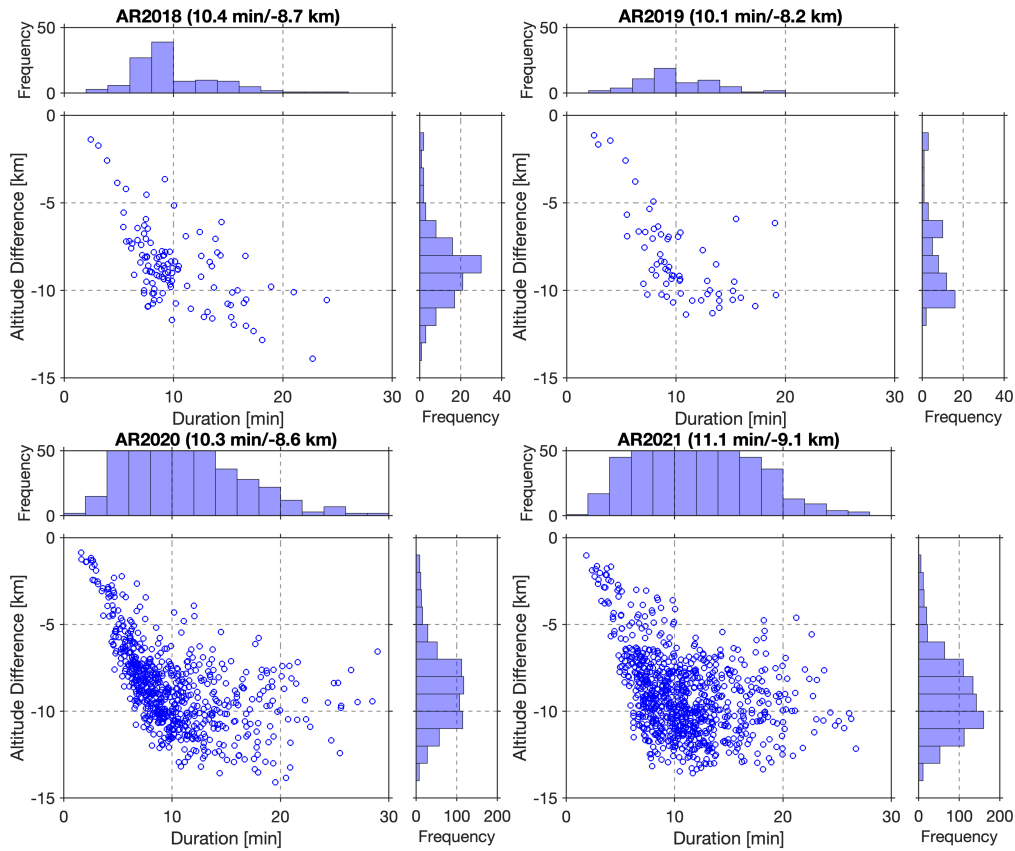 AR2018 (10.4 min/-8.7 km)
50
0
Frequency
0
-5
-10
-15
Altitude Difference [km]
0
10
20
30
Duration [min]
0
20
40
Frequency
AR2019 (10.1 min/-8.2 km)
50
0
Frequency
0
-5
-10
-15
Altitude Difference [km]
0
10
20
30
Duration [min]
0
20
40
Frequency
AR2020 (10.3 min/-8.6 km)
50
0
Frequency
0
-5
-10
-15
Altitude Difference [km]
0
10
20
30
Duration [min]
0
100
200
Frequency
AR2021 (11.1 min/-9.1 km)
50
0
Frequency
0
-5
-10
-15
Altitude Difference [km]
0
10
20
30
Duration [min]
0
100
200
Frequency